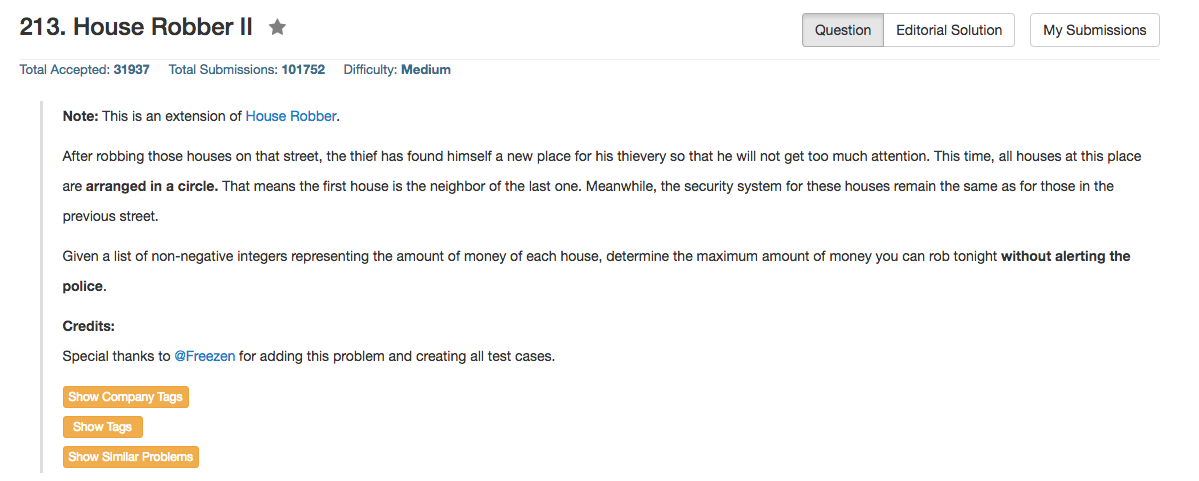 213. House Robber II
Question
Editorial Solution
My Submissions
Total Accepted: 31937 Total Submissions: 101752 Difficulty: Medium
Note: This is an extension of House Robber.
After robbing those houses on that street, the thief has found himself a new place for his thievery so that he will not get too much attention. This time, all houses at this place
are arranged in a circle. That means the first house is the neighbor of the last one. Meanwhile, the security system for these houses remain the same as for those in the
previous street.
Given a list of non-negative integers representing the amount of money of each house, determine the maximum amount of money you can rob tonight without alerting the
police.
Credits:
Special thanks to @Freezen for adding this problem and creating all test cases.
Show Company Tags
Show Tags
Show Similar Problems